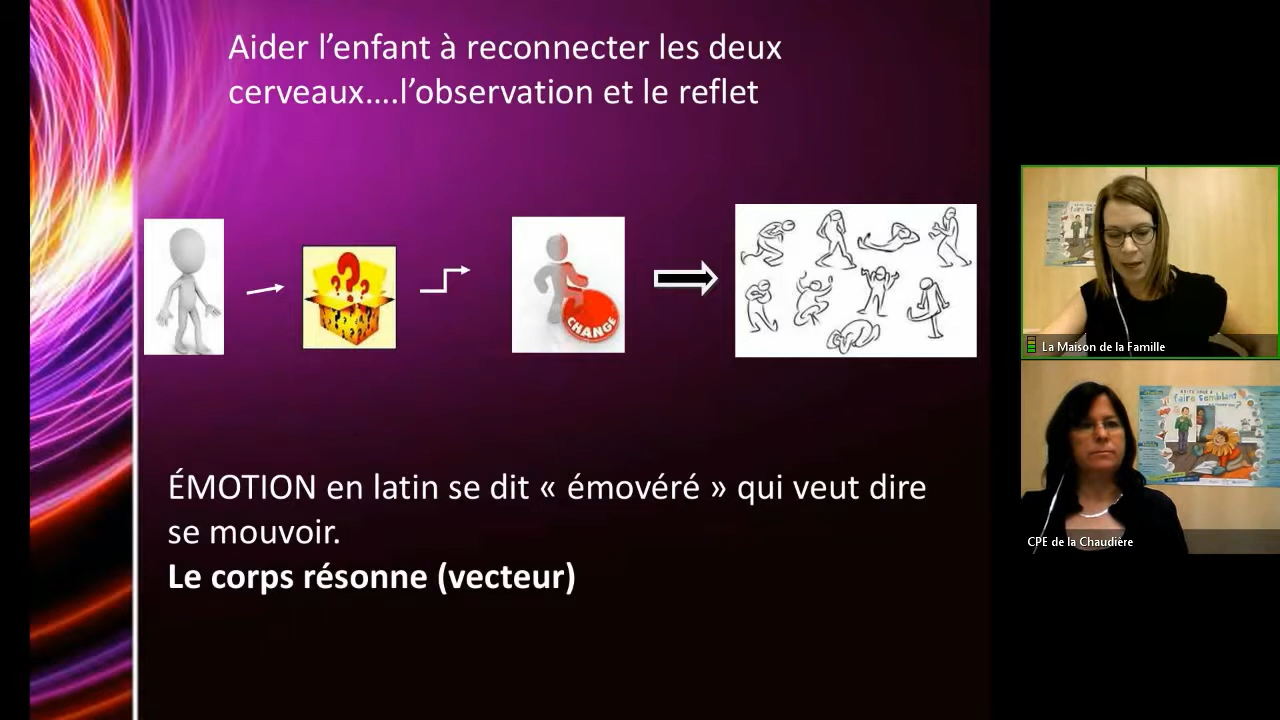 Aider l’enfant à reconnecter les deux
cerveaux….l’observation et le reflet
CHANGE
ÉMOTION en latin se dit « émovéré » qui veut dire
se mouvoir.
Le corps résonne (vecteur)
La Maison de la Famille
faire semblant
CPE de la Chaudière